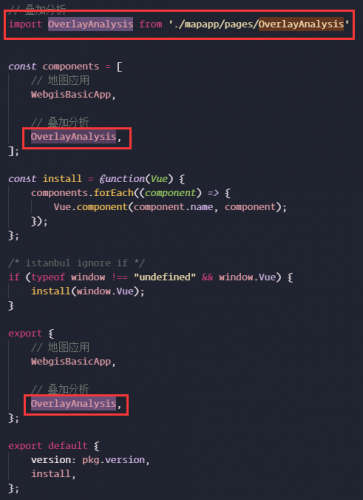 // 叠加分析
import OverlayAnalysis from './mapapp/pages/OverlayAnalysis'
const components = [
// 地图应用
WebgisBasicApp,
// 叠加分析
OverlayAnalysis,
];
const install = function(Vue) {
components.forEach((component) => {
Vue.component(component.name, component);
});
};
/* istanbul ignore if */
if (typeof window !== "undefined" && window.Vue) {
install(window.Vue);
}
export {
// 地图应用
WebgisBasicApp,
// 叠加分析
OverlayAnalysis,
};
export default {
version: pkg.version,
install,
};